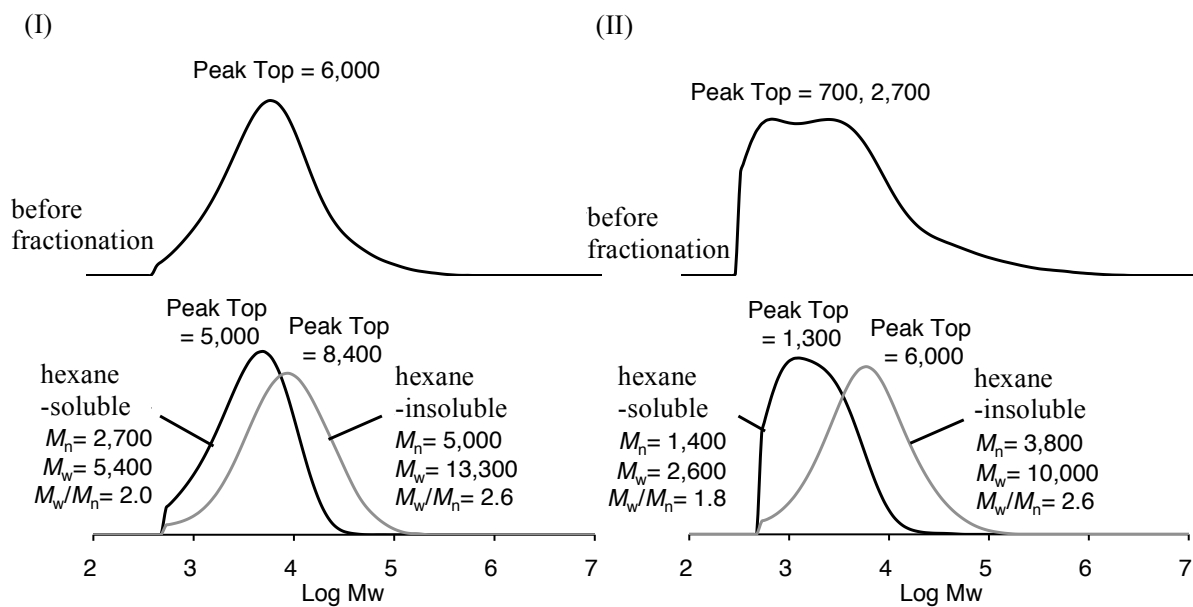 (I)
Peak Top = 6,000
before
fractionation
Peak Top
= 5,000
Peak Top
= 8,400
hexane
-soluble
Mn= 2,700
Mw= 5,400
Mw/Mn= 2.0
hexane
-insoluble
Mn= 5,000
Mw= 13,300
Mw/Mn= 2.6
2 3 4 5 6 7
Log Mw
(II)
Peak Top = 700, 2,700
before
fractionation
Peak Top
= 1,300
Peak Top
= 6,000
hexane
-soluble
Mn= 1,400
Mw= 2,600
Mw/Mn= 1.8
hexane
-insoluble
Mn= 3,800
Mw= 10,000
Mw/Mn= 2.6
2 3 4 5 6 7
Log Mw